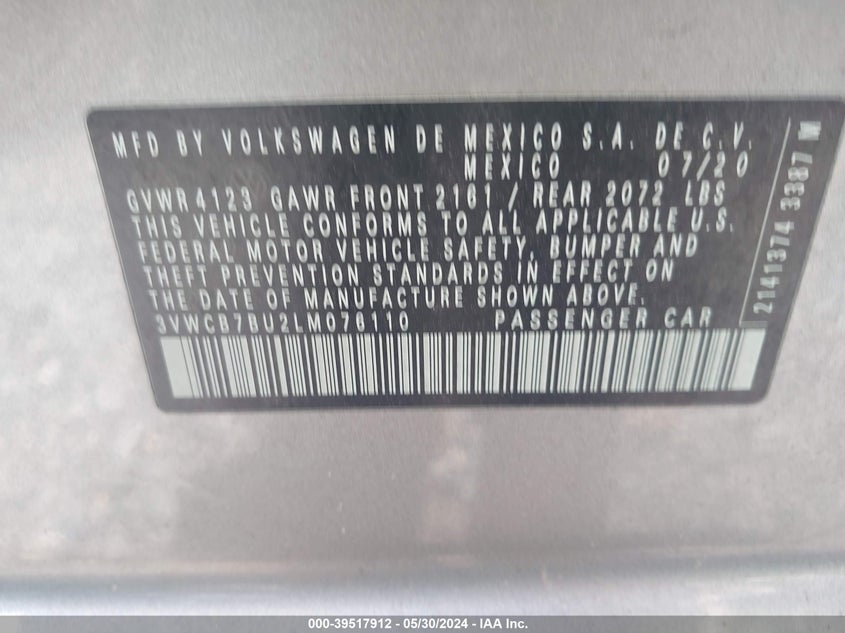 MFD BY VOLKSWAGEN DE MEXICO S.A. DE C.V.
MEXICO 07/20
GVWR 4123 GAWR FRONT 2161 / REAR 2072 LBS
THIS VEHICLE CONFORMS TO ALL APPLICABLE U.S.
FEDERAL MOTOR VEHICLE SAFETY, BUMPER AND
THEFT PREVENTION STANDARDS IN EFFECT ON
THE DATE OF MANUFACTURE SHOWN ABOVE.
3VWCB7BU2LM076110 PASSENGER CAR
2141374 3387 M
000-39517912 - 05/30/2024 - IAA Inc.